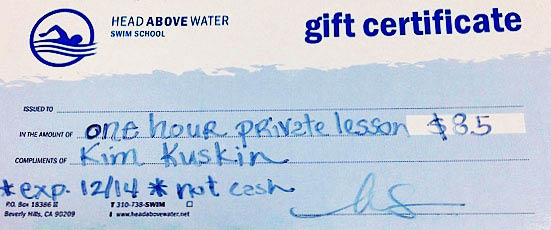 HEAD ABOVE WATER
SWIM SCHOOL
gift certificate
ISSUED TO
IN THE AMOUNT OF one hour private lesson $85
COMPLIMENTS OF Kim Kuskin
*exp. 12/14 * not cash
P.O. Box 18386 T 310-738-SWIM
Beverly Hills, CA 90209 I www.headabovewater.net